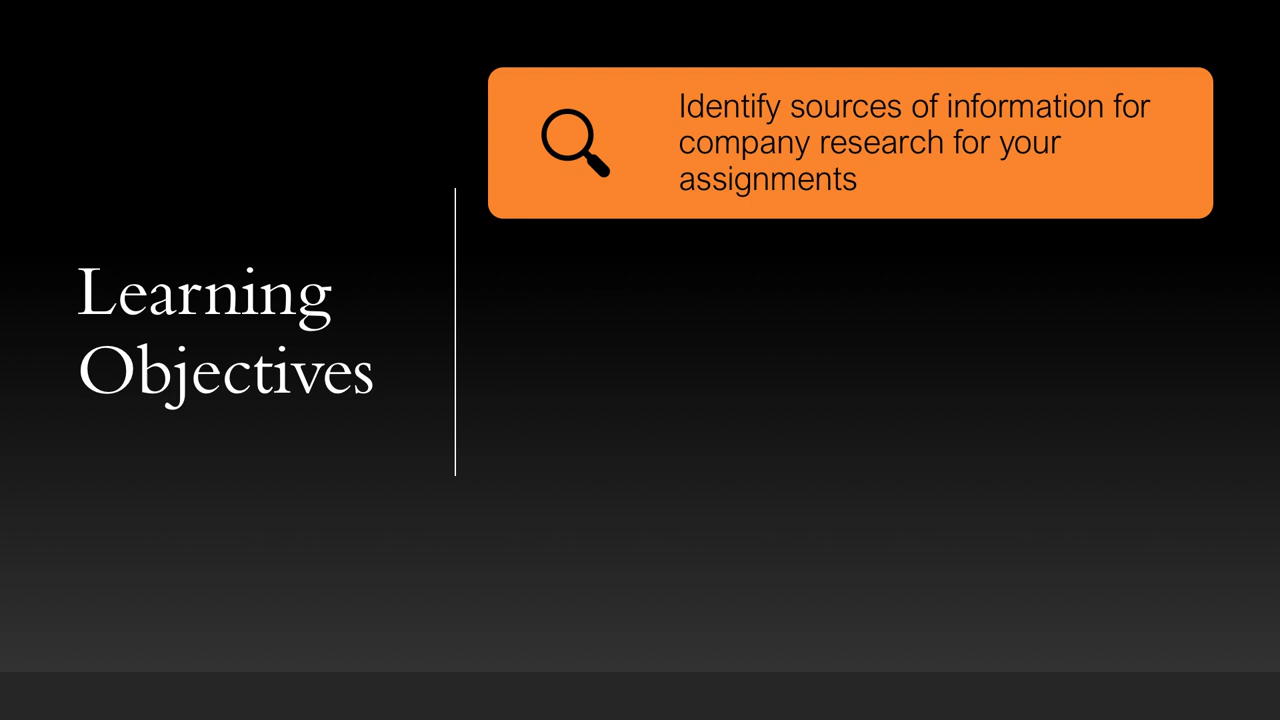 Learning
Objectives
Identify sources of information for
company research for your
assignments